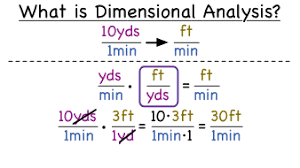 What is Dimensional Analysis?
10yds/1min → ft/min
yds/min · ft/yds = ft/min
10yds/1min · 3ft/1yd = 10·3ft/1min·1 = 30ft/1min